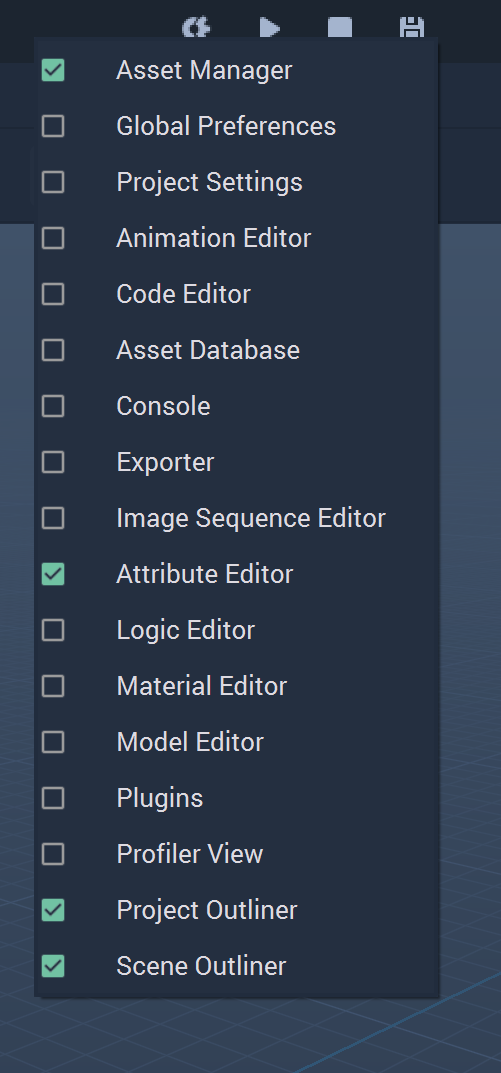 Asset Manager
Global Preferences
Project Settings
Animation Editor
Code Editor
Asset Database
Console
Exporter
Image Sequence Editor
Attribute Editor
Logic Editor
Material Editor
Model Editor
Plugins
Profiler View
Project Outliner
Scene Outliner